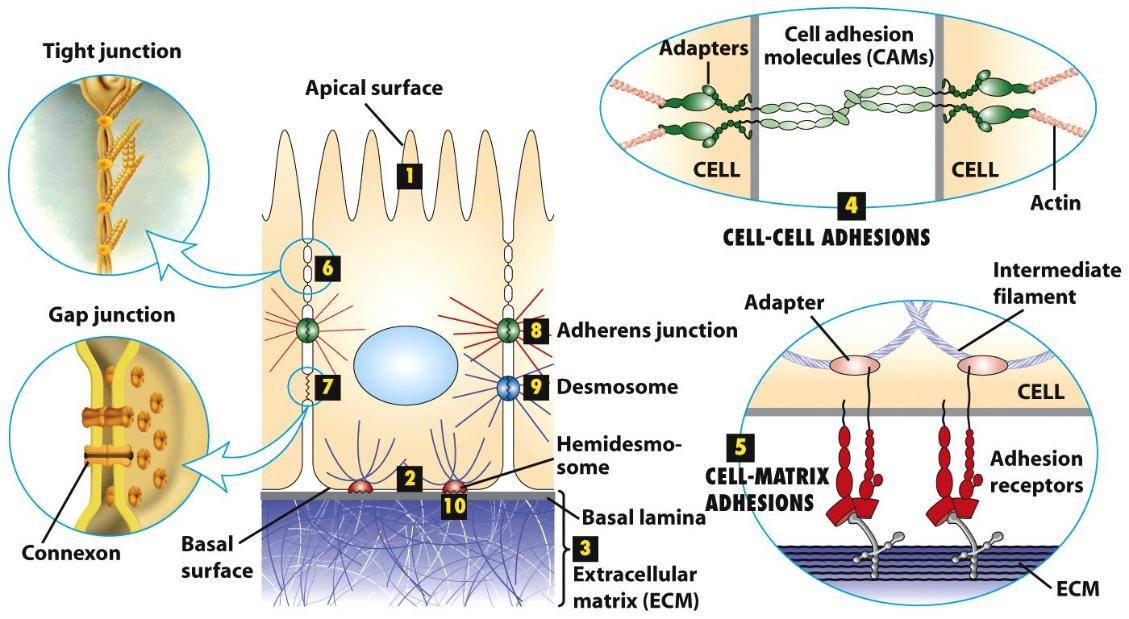 Tight junction
Apical surface
1
6
Gap junction
7
8 Adherens junction
9 Desmosome
Hemidesmo-
some
2
10
Basal lamina
Connexon
Basal
surface
3
Extracellular
matrix (ECM)
Adapters
Cell adhesion
molecules (CAMs)
CELL
CELL
Actin
4
CELL-CELL ADHESIONS
Adapter
Intermediate
filament
CELL
5
CELL-MATRIX
ADHESIONS
Adhesion
receptors
ECM